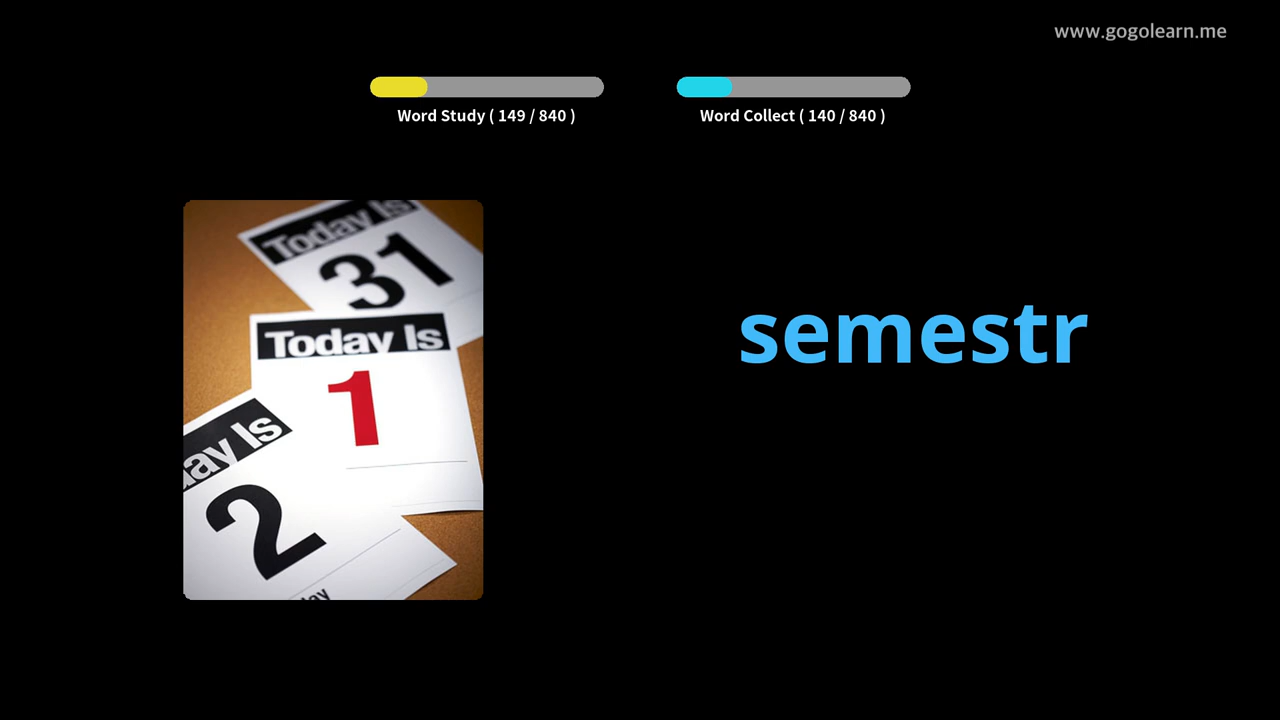 www.gogolearn.me
Word Study ( 149 / 840 )
Word Collect ( 140 / 840 )
Today Is
31
Today Is
1
semestr
ay Is
2
ay